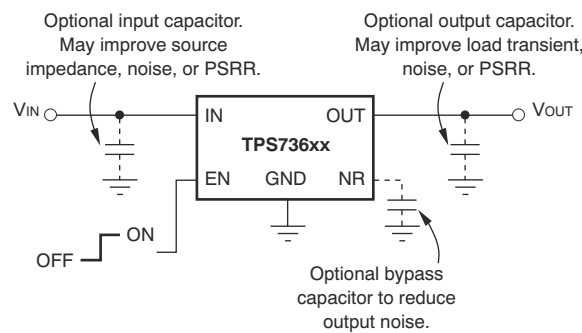 Optional input capacitor.
May improve source
impedance, noise, or PSRR.
Optional output capacitor.
May improve load transient,
noise, or PSRR.
VIN
IN
OUT
VOUT
TPS736xx
EN
GND
NR
ON
OFF
Optional bypass
capacitor to reduce
output noise.